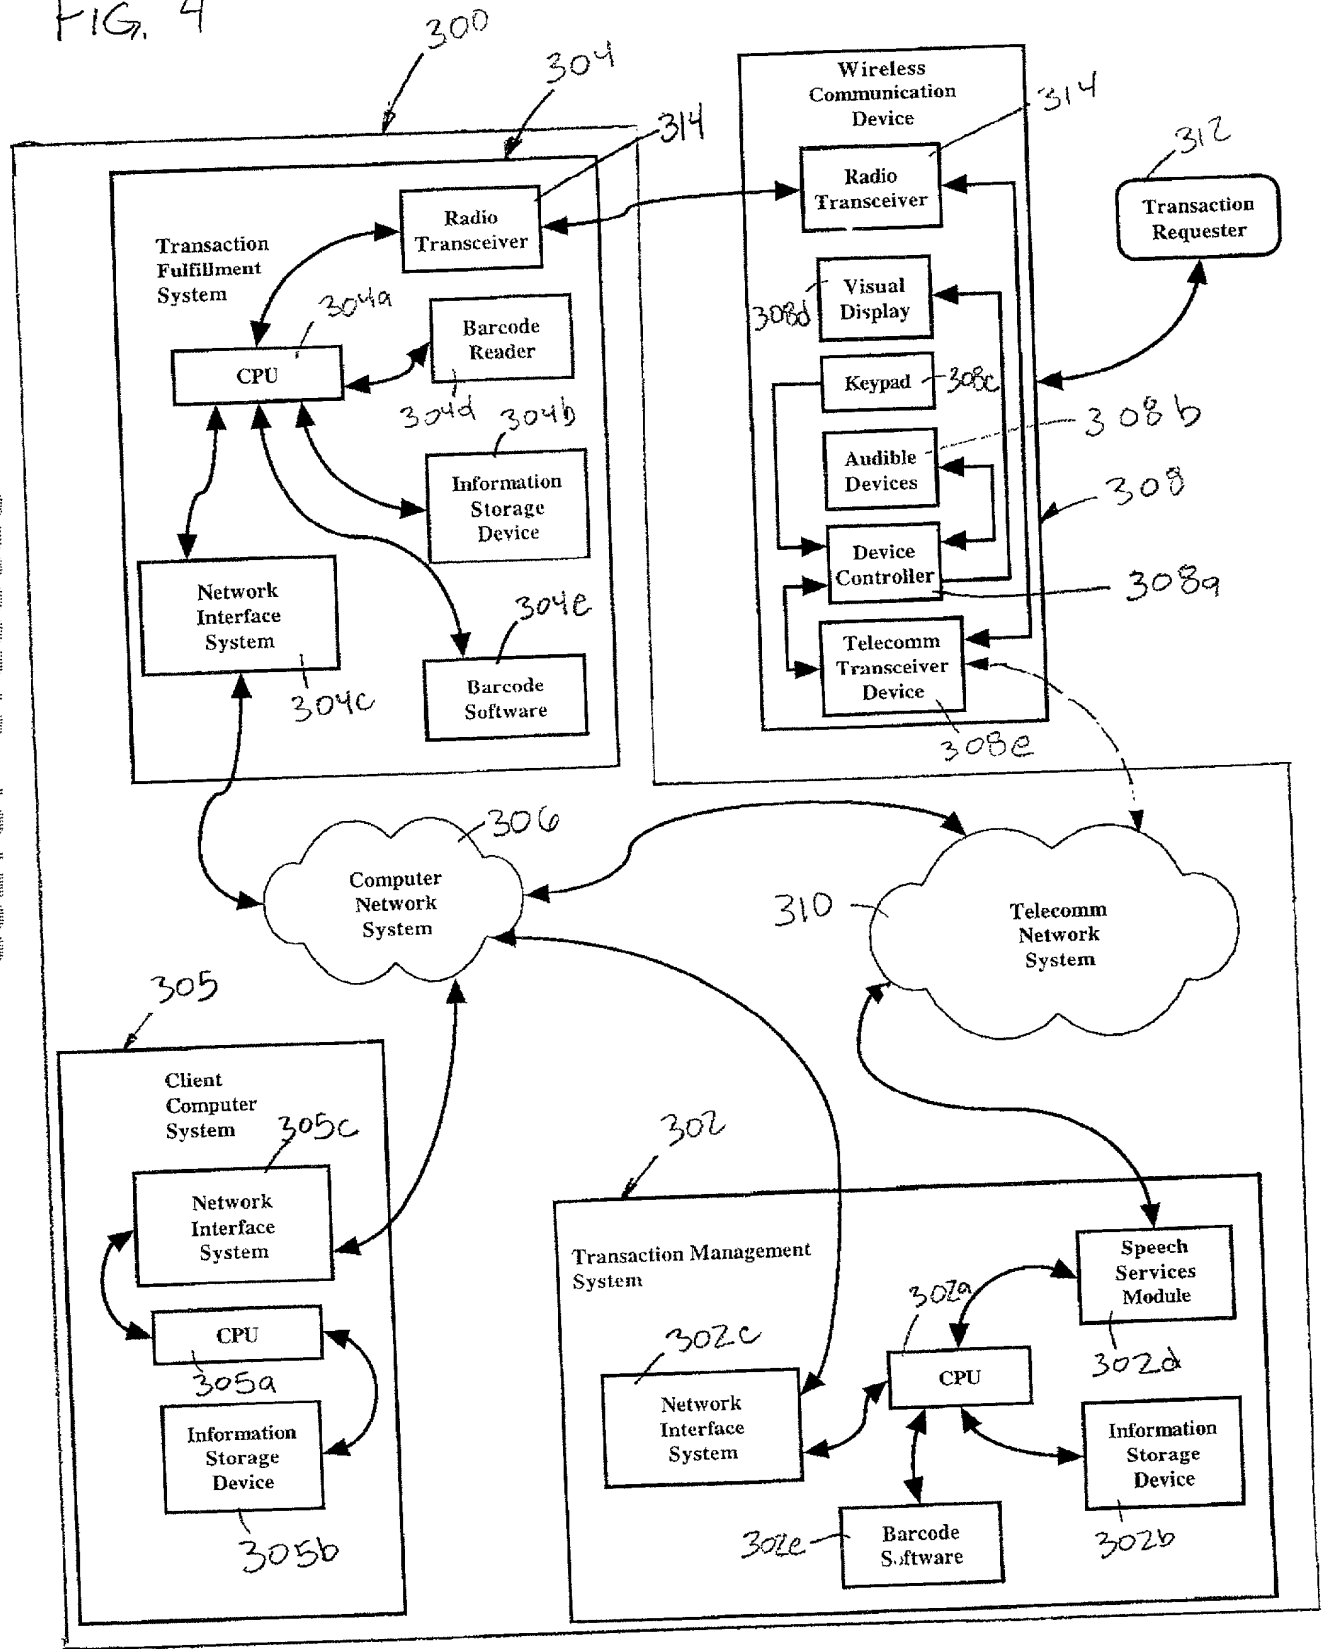 FIG. 4
300
304
314
Transaction
Fulfillment
System
Radio
Transceiver
304a
CPU
Barcode
Reader
304d
304b
Information
Storage
Device
Network
Interface
System
304c
304e
Barcode
Software
Wireless
Communication
Device
314
Radio
Transceiver
Visual
Display
308d
Keypad
308c
Audible
Devices
308b
308
Device
Controller
308a
Telecomm
Transceiver
Device
308e
312
Transaction
Requester
306
Computer
Network
System
310
Telecomm
Network
System
305
Client
Computer
System
305c
Network
Interface
System
CPU
305a
Information
Storage
Device
305b
302
Transaction Management
System
302c
Network
Interface
System
302a
CPU
Speech
Services
Module
302d
Information
Storage
Device
302b
302e
Barcode
Software